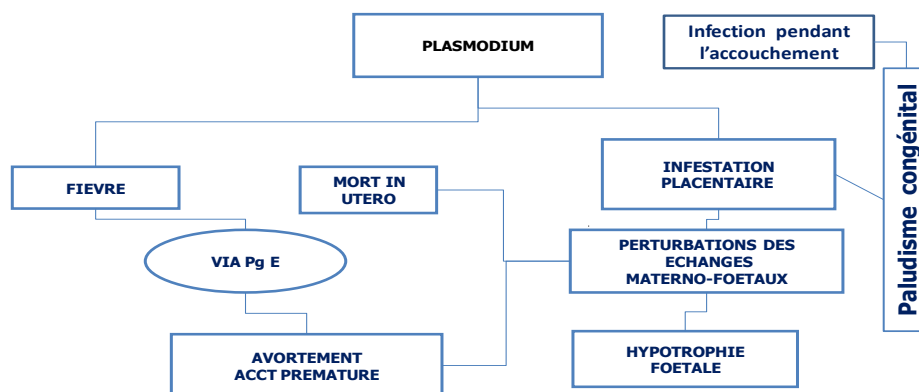 PLASMODIUM
Infection pendant
l'accouchement
Paludisme congénital
FIEVRE
MORT IN
UTERO
INFESTATION
PLACENTAIRE
VIA Pg E
PERTURBATIONS DES
ECHANGES
MATERNO-FOETAUX
AVORTEMENT
ACCT PREMATURE
HYPOTROPHIE
FOETALE